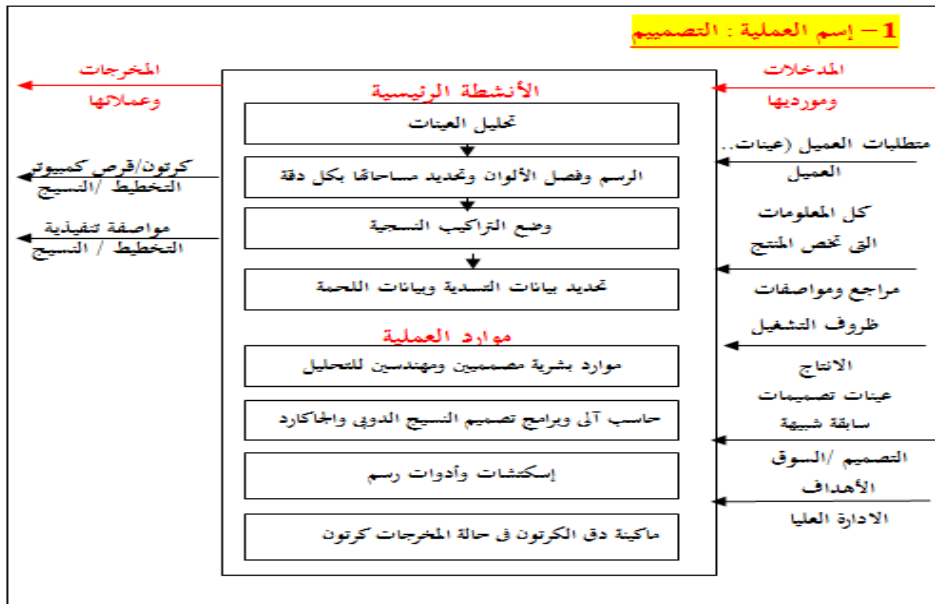 1- إسم العملية : التصمييم
المدخلات
ومورديها
متطلبات العميل (عينات..
العميل
كل المعلومات
التى تخص المنتج
مراجع ومواصفات
ظروف التشغيل
الانتاج
عينات تصميمات
سابقة شبيهة
التصميم /السوق
الأهداف
الادارة العليا
الأنشطة الرئيسية
تحليل العينات
الرسم وفصل الألوان وتحديد مساحاتها بكل دقة
وضع التراكيب النسجية
تحديد بيانات التسدية وبيانات اللحمة
موارد العملية
موارد بشرية مصمميين ومهندسين للتحليل
حاسب آلى وبرامج تصميم النسيج الدوبى والجاكارد
إسكتشات وأدوات رسم
ماكينة دق الكرتون فى حالة المخرجات كرتون
المخرجات
وعملائها
كرتون/قرص كمبيوتر
التخطيط /النسيج
مواصفة تنفيذية
التخطيط / النسيج